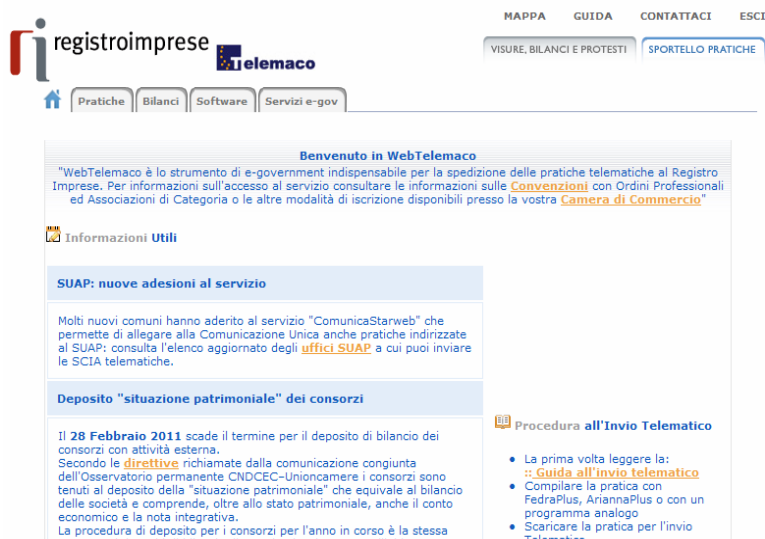 MAPPA GUIDA CONTATTACI ESCI
registroimprese
Telemaco
VISURE, BILANCI E PROTESTI SPORTELLO PRATICHE
Pratiche Bilanci Software Servizi e-gov
Benvenuto in WebTelemaco
"WebTelemaco è lo strumento di e-government indispensabile per la spedizione delle pratiche telematiche al Registro
Imprese. Per informazioni sull'accesso al servizio consultare le informazioni sulle Convenzioni con Ordini Professionali
ed Associazioni di Categoria o le altre modalità di iscrizione disponibili presso la vostra Camera di Commercio"
Informazioni Utili
SUAP: nuove adesioni al servizio
Molti nuovi comuni hanno aderito al servizio "ComunicaStarweb" che
permette di allegare alla Comunicazione Unica anche pratiche indirizzate
al SUAP: consulta l'elenco aggiornato degli uffici SUAP a cui puoi inviare
le SCIA telematiche.
Deposito "situazione patrimoniale" dei consorzi
Il 28 Febbraio 2011 scade il termine per il deposito di bilancio dei
consorzi con attività esterna.
Secondo le direttive richiamate dalla comunicazione congiunta
dell'Osservatorio permanente CNDCEC–Unioncamere i consorzi sono
tenuti al deposito della "situazione patrimoniale" che equivale al bilancio
delle società e comprende, oltre allo stato patrimoniale, anche il conto
economico e la nota integrativa.
La procedura di deposito per i consorzi per l'anno in corso è la stessa
Procedura all'Invio Telematico
La prima volta leggere la:
:: Guida all'invio telematico
Compilare la pratica con
FedraPlus, AriannaPlus o con un
programma analogo
Scaricare la pratica per l'invio
Telematico